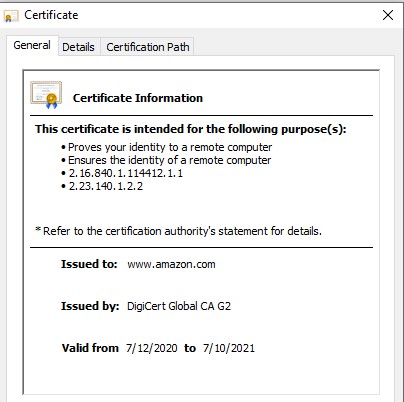 Certificate
General Details Certification Path
Certificate Information
This certificate is intended for the following purpose(s):
• Proves your identity to a remote computer
• Ensures the identity of a remote computer
• 2.16.840.1.114412.1.1
• 2.23.140.1.2.2
* Refer to the certification authority's statement for details.
Issued to: www.amazon.com
Issued by: DigiCert Global CA G2
Valid from 7/12/2020 to 7/10/2021